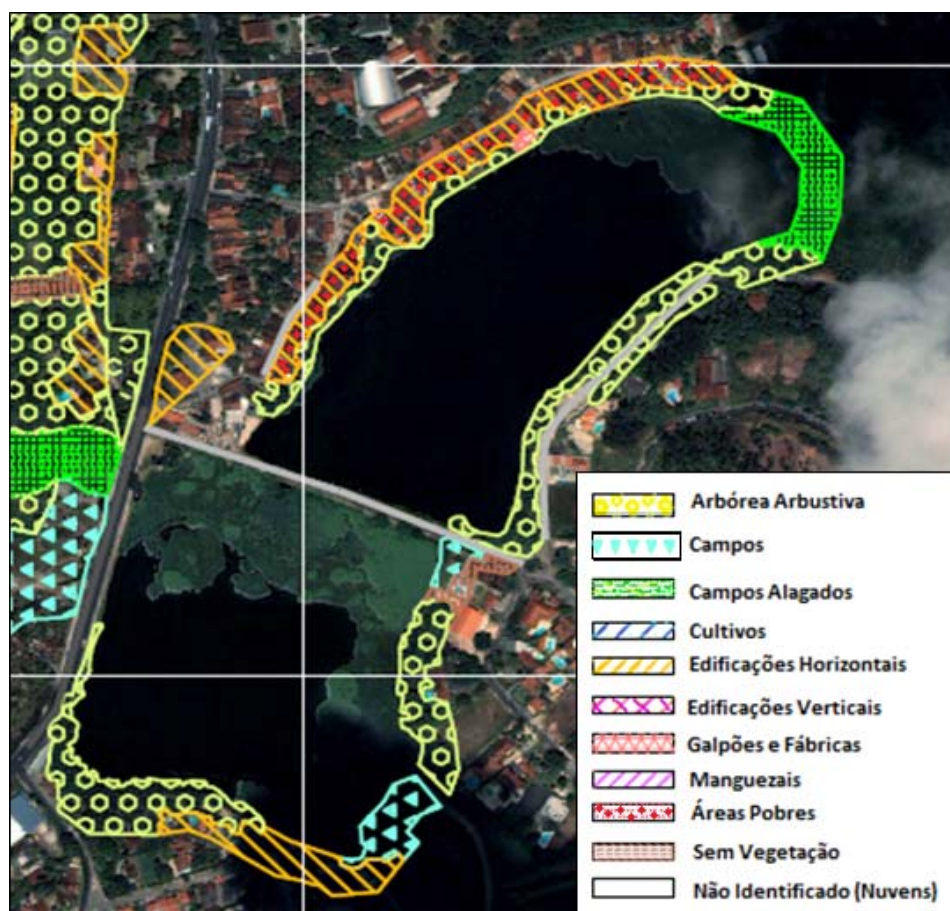 Arbórea Arbustiva
Campos
Campos Alagados
Cultivos
Edificações Horizontais
Edificações Verticais
Galpões e Fábricas
Manguezais
Áreas Pobres
Sem Vegetação
Não Identificado (Nuvens)